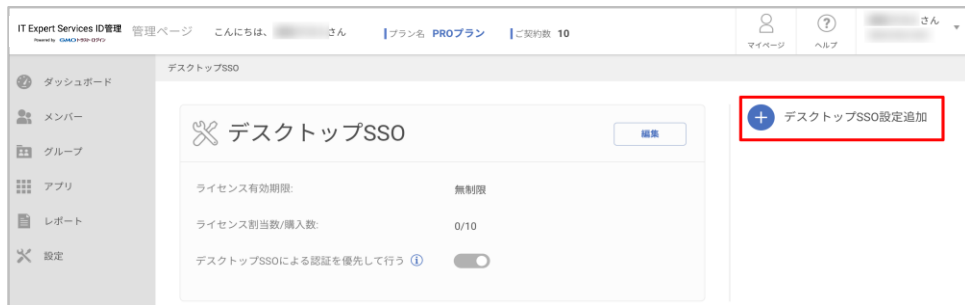 IT Expert Services ID管理 管理ページ こんにちは、 さん プラン名 PROプラン ご契約数 10 さん
Powered by GMOトラスト・ログイン マイページ ヘルプ
デスクトップSSO
ダッシュボード
メンバー
グループ
アプリ
レポート
設定
デスクトップSSO 編集
ライセンス有効期限: 無制限
ライセンス割当数/購入数: 0/10
デスクトップSSOによる認証を優先して行う
デスクトップSSO設定追加